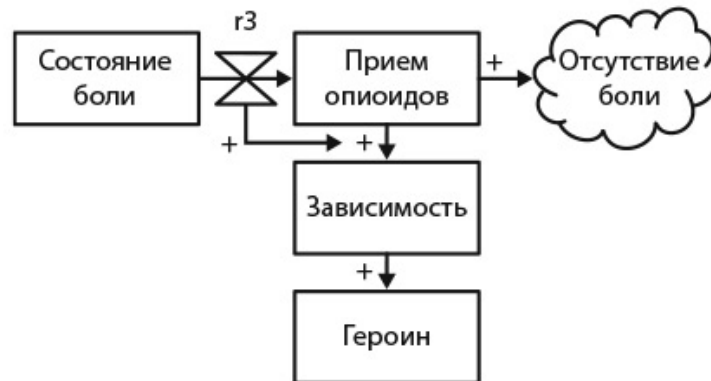 r3
Состояние
боли
Прием
опиоидов
+
Отсутствие
боли
+
+
Зависимость
+
Героин